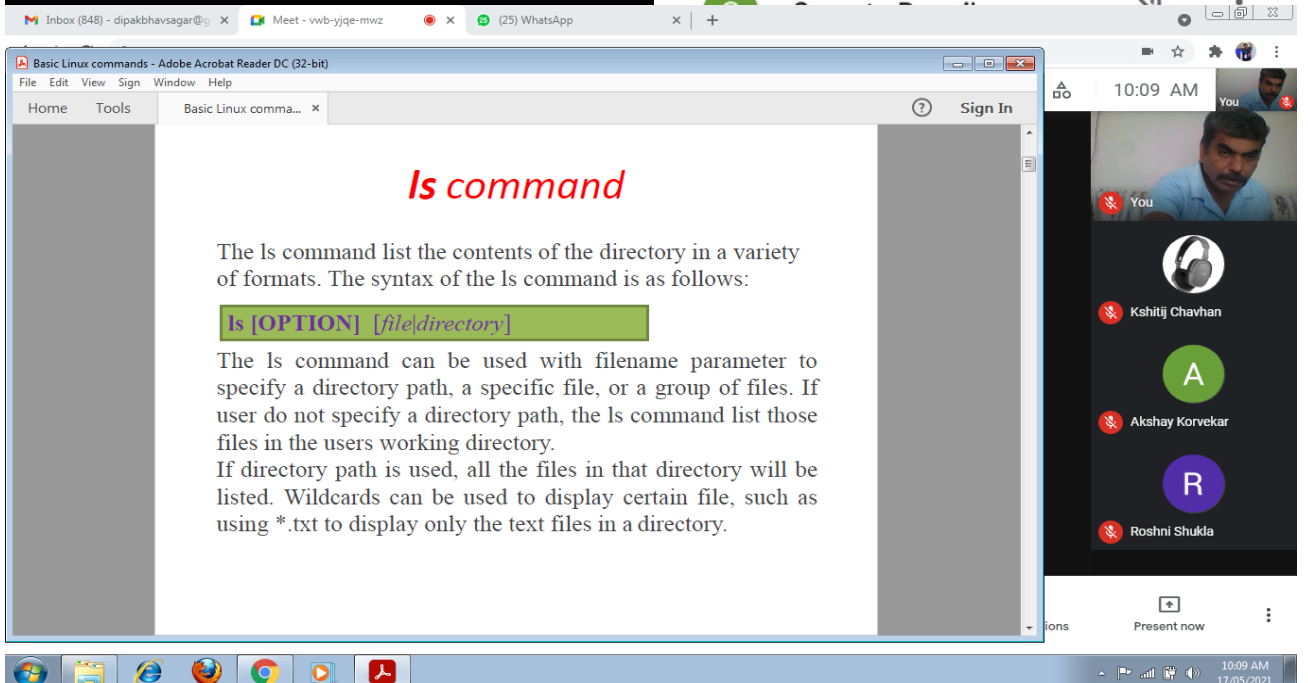 Inbox (848) - dipakbhavsagar@g
Meet - vwb-yjqe-mwz
(25) WhatsApp
Basic Linux commands - Adobe Acrobat Reader DC (32-bit)
File Edit View Sign Window Help
Home Tools Basic Linux comma... Sign In
10:09 AM
You
ls command
The ls command list the contents of the directory in a variety
of formats. The syntax of the ls command is as follows:
ls [OPTION] [file|directory]
The ls command can be used with filename parameter to
specify a directory path, a specific file, or a group of files. If
user do not specify a directory path, the ls command list those
files in the users working directory.
If directory path is used, all the files in that directory will be
listed. Wildcards can be used to display certain file, such as
using *.txt to display only the text files in a directory.
You
Kshitij Chavhan
A
Akshay Korvekar
R
Roshni Shukla
ions
Present now
10:09 AM
17/05/2021